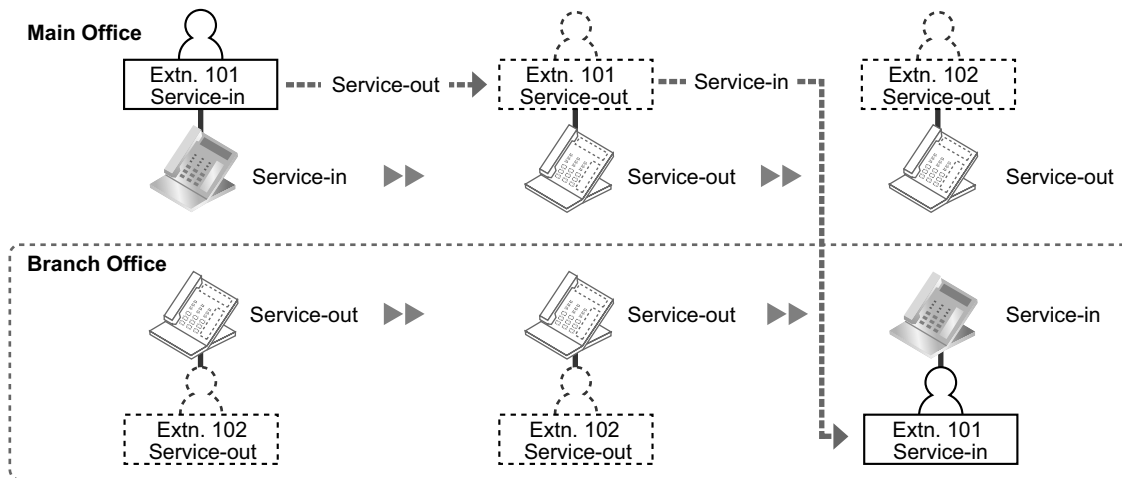 Main Office
Extn. 101
Service-in
Service-out
Extn. 101
Service-out
Service-in
Extn. 102
Service-out
Service-in
Service-out
Service-out
Branch Office
Service-out
Service-out
Service-in
Extn. 102
Service-out
Extn. 102
Service-out
Extn. 101
Service-in